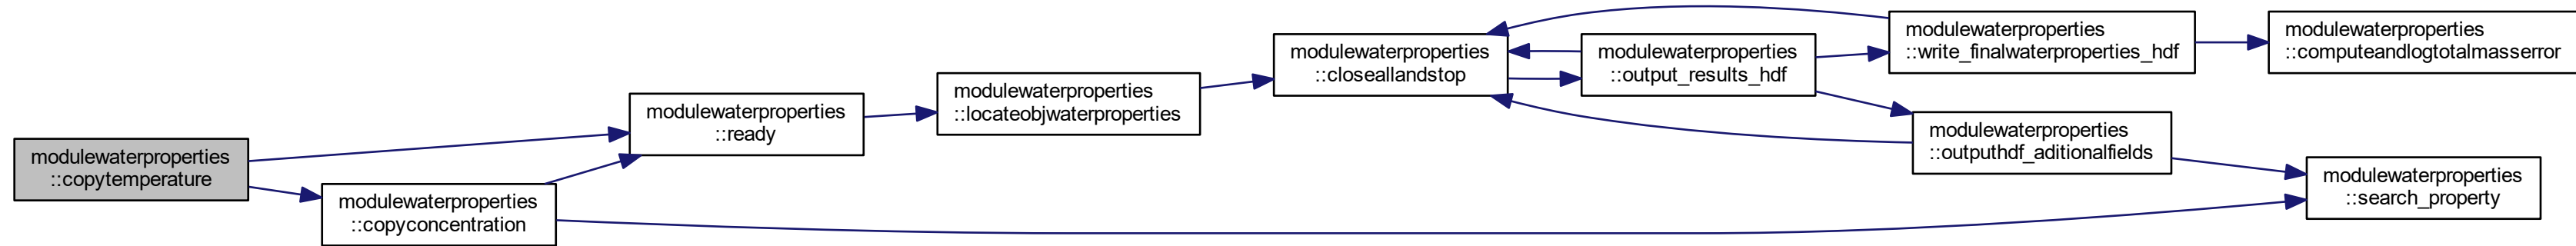 modulewaterproperties
::copytemperature
modulewaterproperties
::copyconcentration
modulewaterproperties
::ready
modulewaterproperties
::locateobjwaterproperties
modulewaterproperties
::closeallandstop
modulewaterproperties
::output_results_hdf
modulewaterproperties
::write_finalwaterproperties_hdf
modulewaterproperties
::computeandlogtotalmasserror
modulewaterproperties
::outputhdf_aditionalfields
modulewaterproperties
::search_property